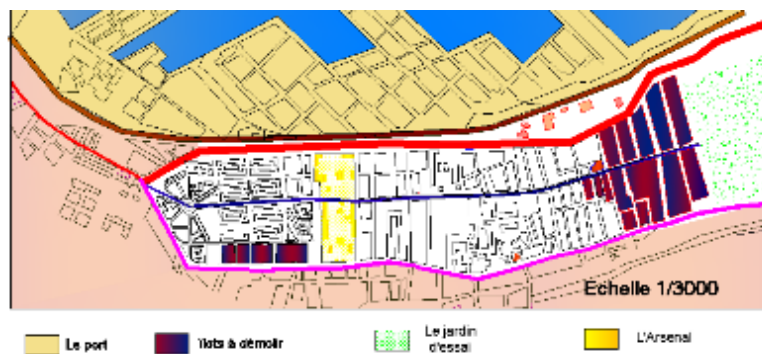 Echelle 1/3000
Le port
Ilots à démolir
Le jardin
d'essai
L'Arsenal